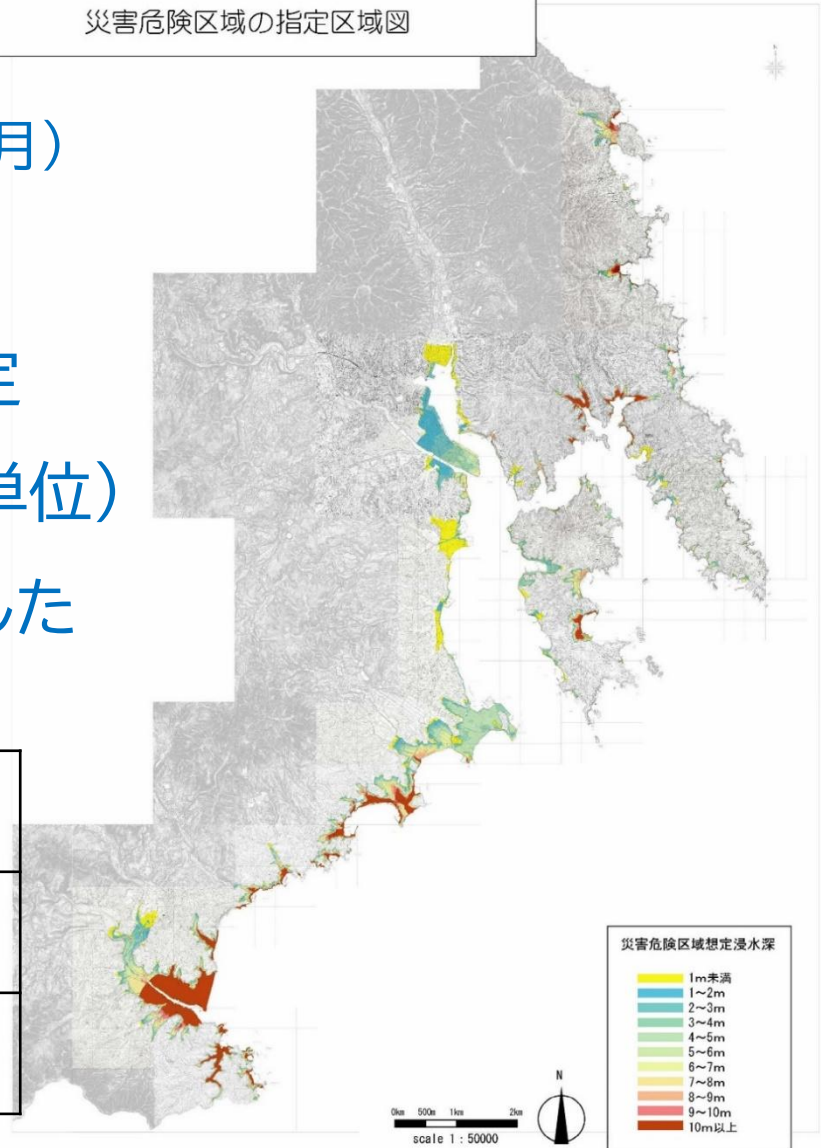 災害危険区域の指定区域図
月）
定
単位）
した
N
災害危険区域想定浸水深
1m未満
1～2m
2～3m
3～4m
4～5m
5～6m
6～7m
7～8m
8～9m
9～10m
10m以上
0km 500m 1km 2km
scale 1：50000
N